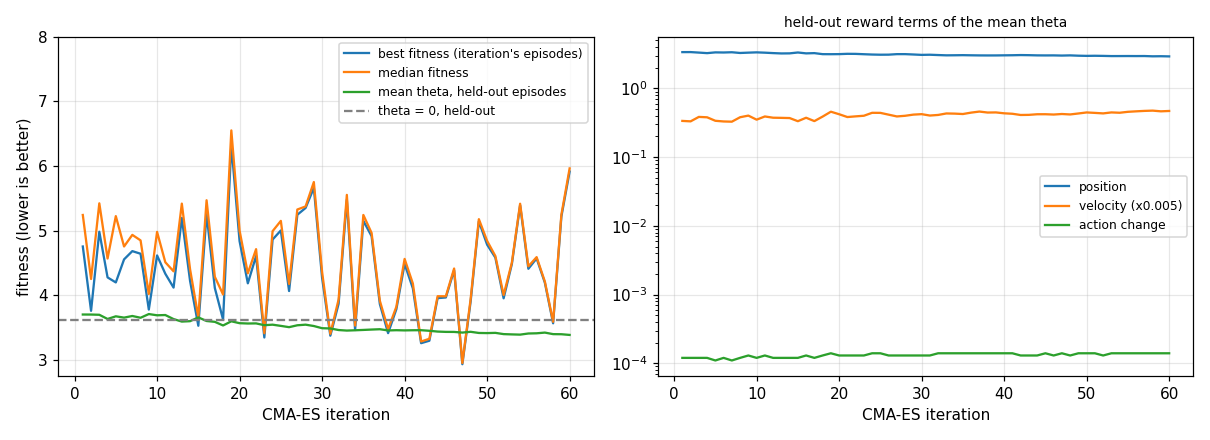 8
7
6
5
4
3
fitness (lower is better)
0
10
20
30
40
50
60
CMA-ES iteration
best fitness (iteration's episodes)
median fitness
mean theta, held-out episodes
theta = 0, held-out
held-out reward terms of the mean theta
10⁰
10⁻¹
10⁻²
10⁻³
10⁻⁴
0
10
20
30
40
50
60
CMA-ES iteration
position
velocity (x0.005)
action change